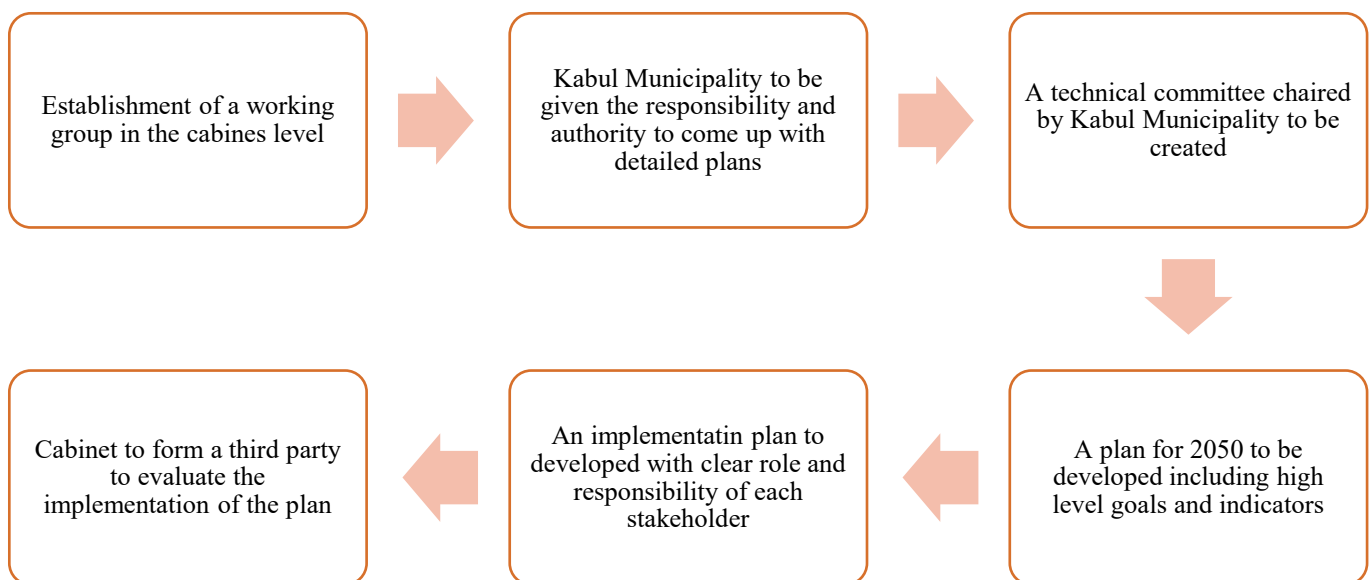 Establishment of a working
group in the cabines level
Kabul Municipality to be
given the responsibility and
authority to come up with
detailed plans
A technical committee chaired
by Kabul Municipality to be
created
A plan for 2050 to be
developed including high
level goals and indicators
An implementatin plan to
developed with clear role and
responsibility of each
stakeholder
Cabinet to form a third party
to evaluate the
implementation of the plan